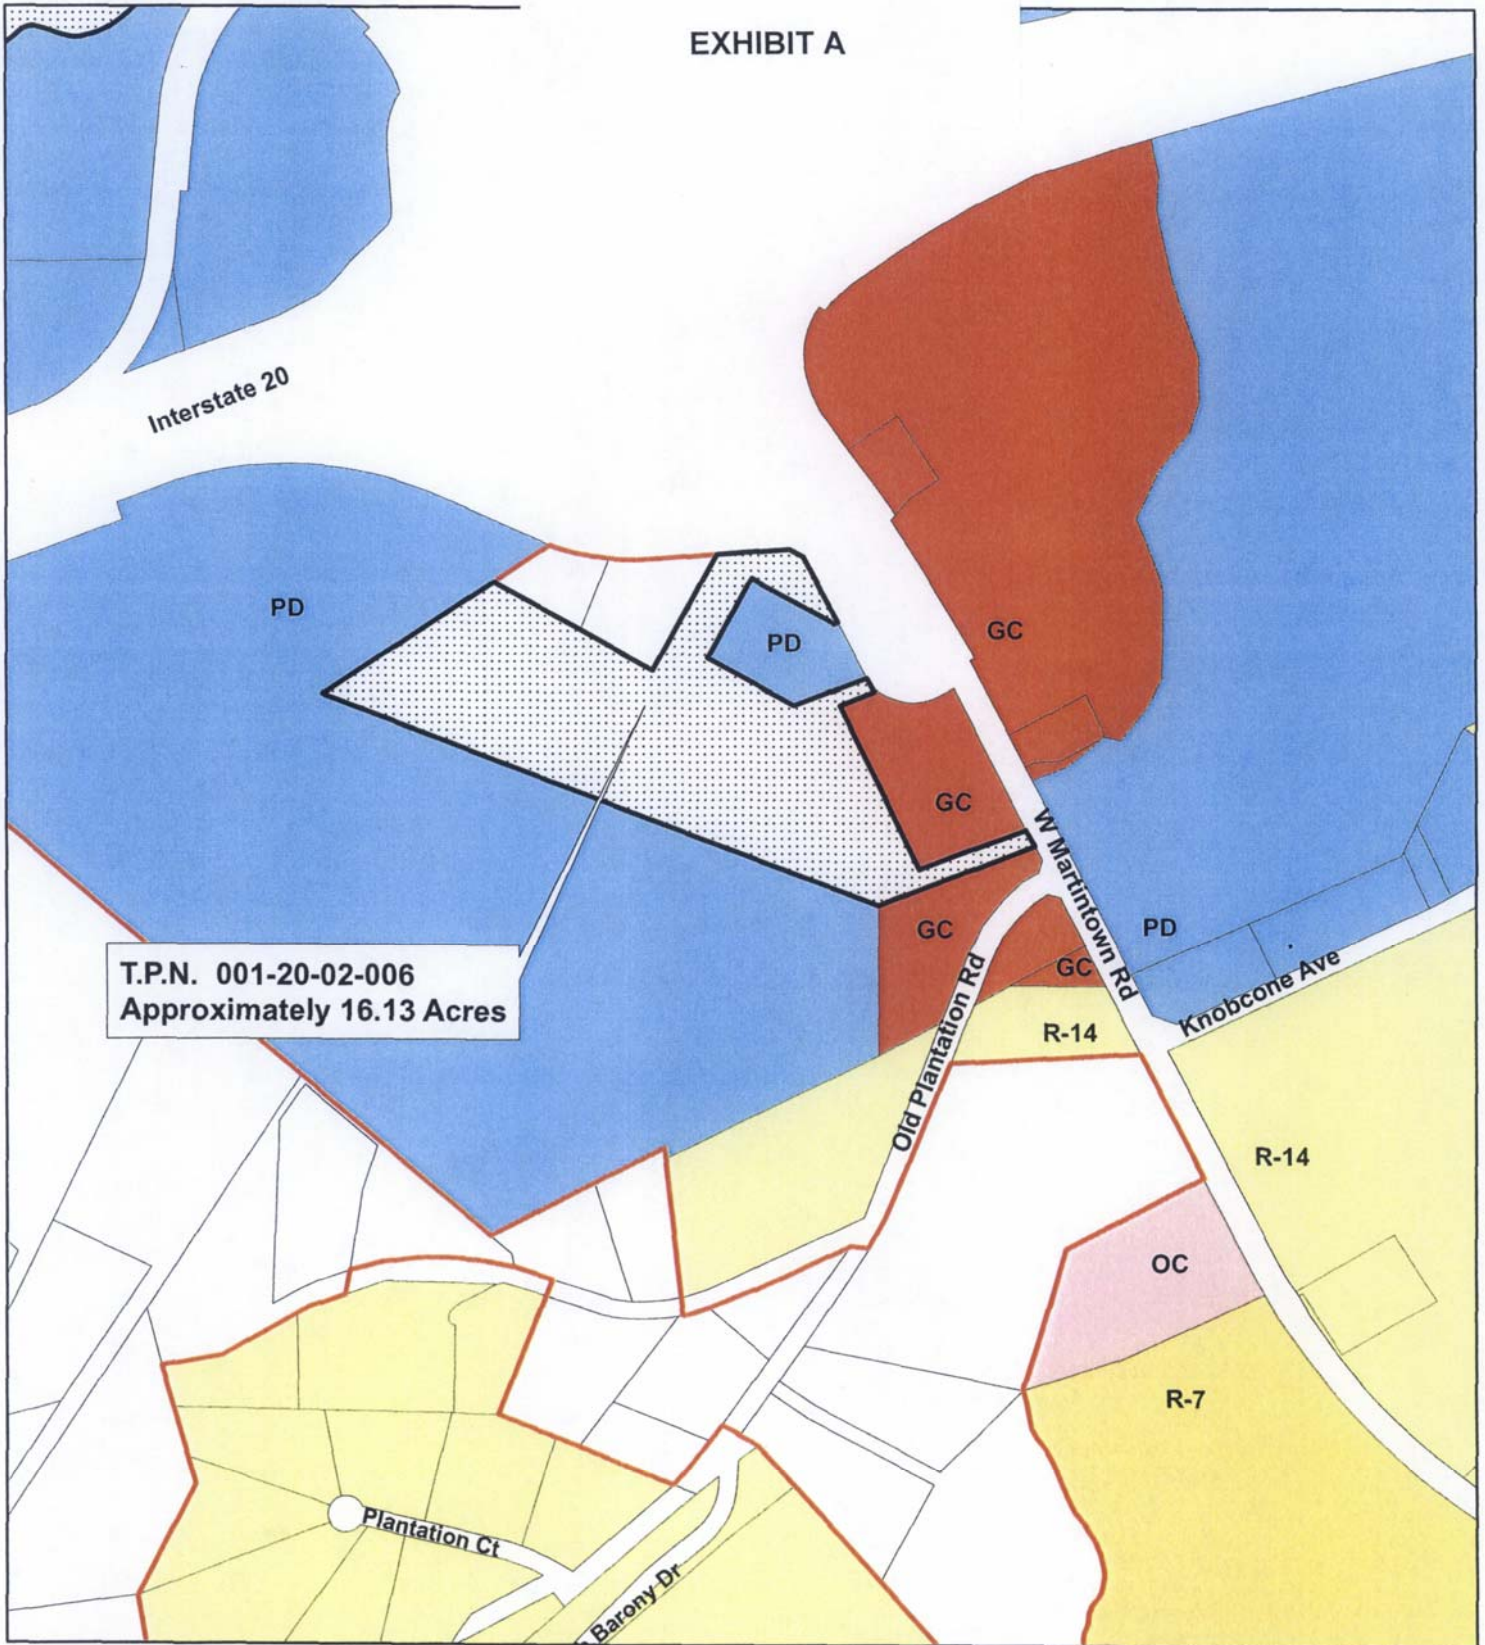 EXHIBIT A
Interstate 20
PD
GC
PD
GC
W Martintown Rd
GC
PD
GC
T.P.N. 001-20-02-006
Approximately 16.13 Acres
Knobcone Ave
R-14
Old Plantation Rd
R-14
OC
R-7
Plantation Ct
Barony Dr